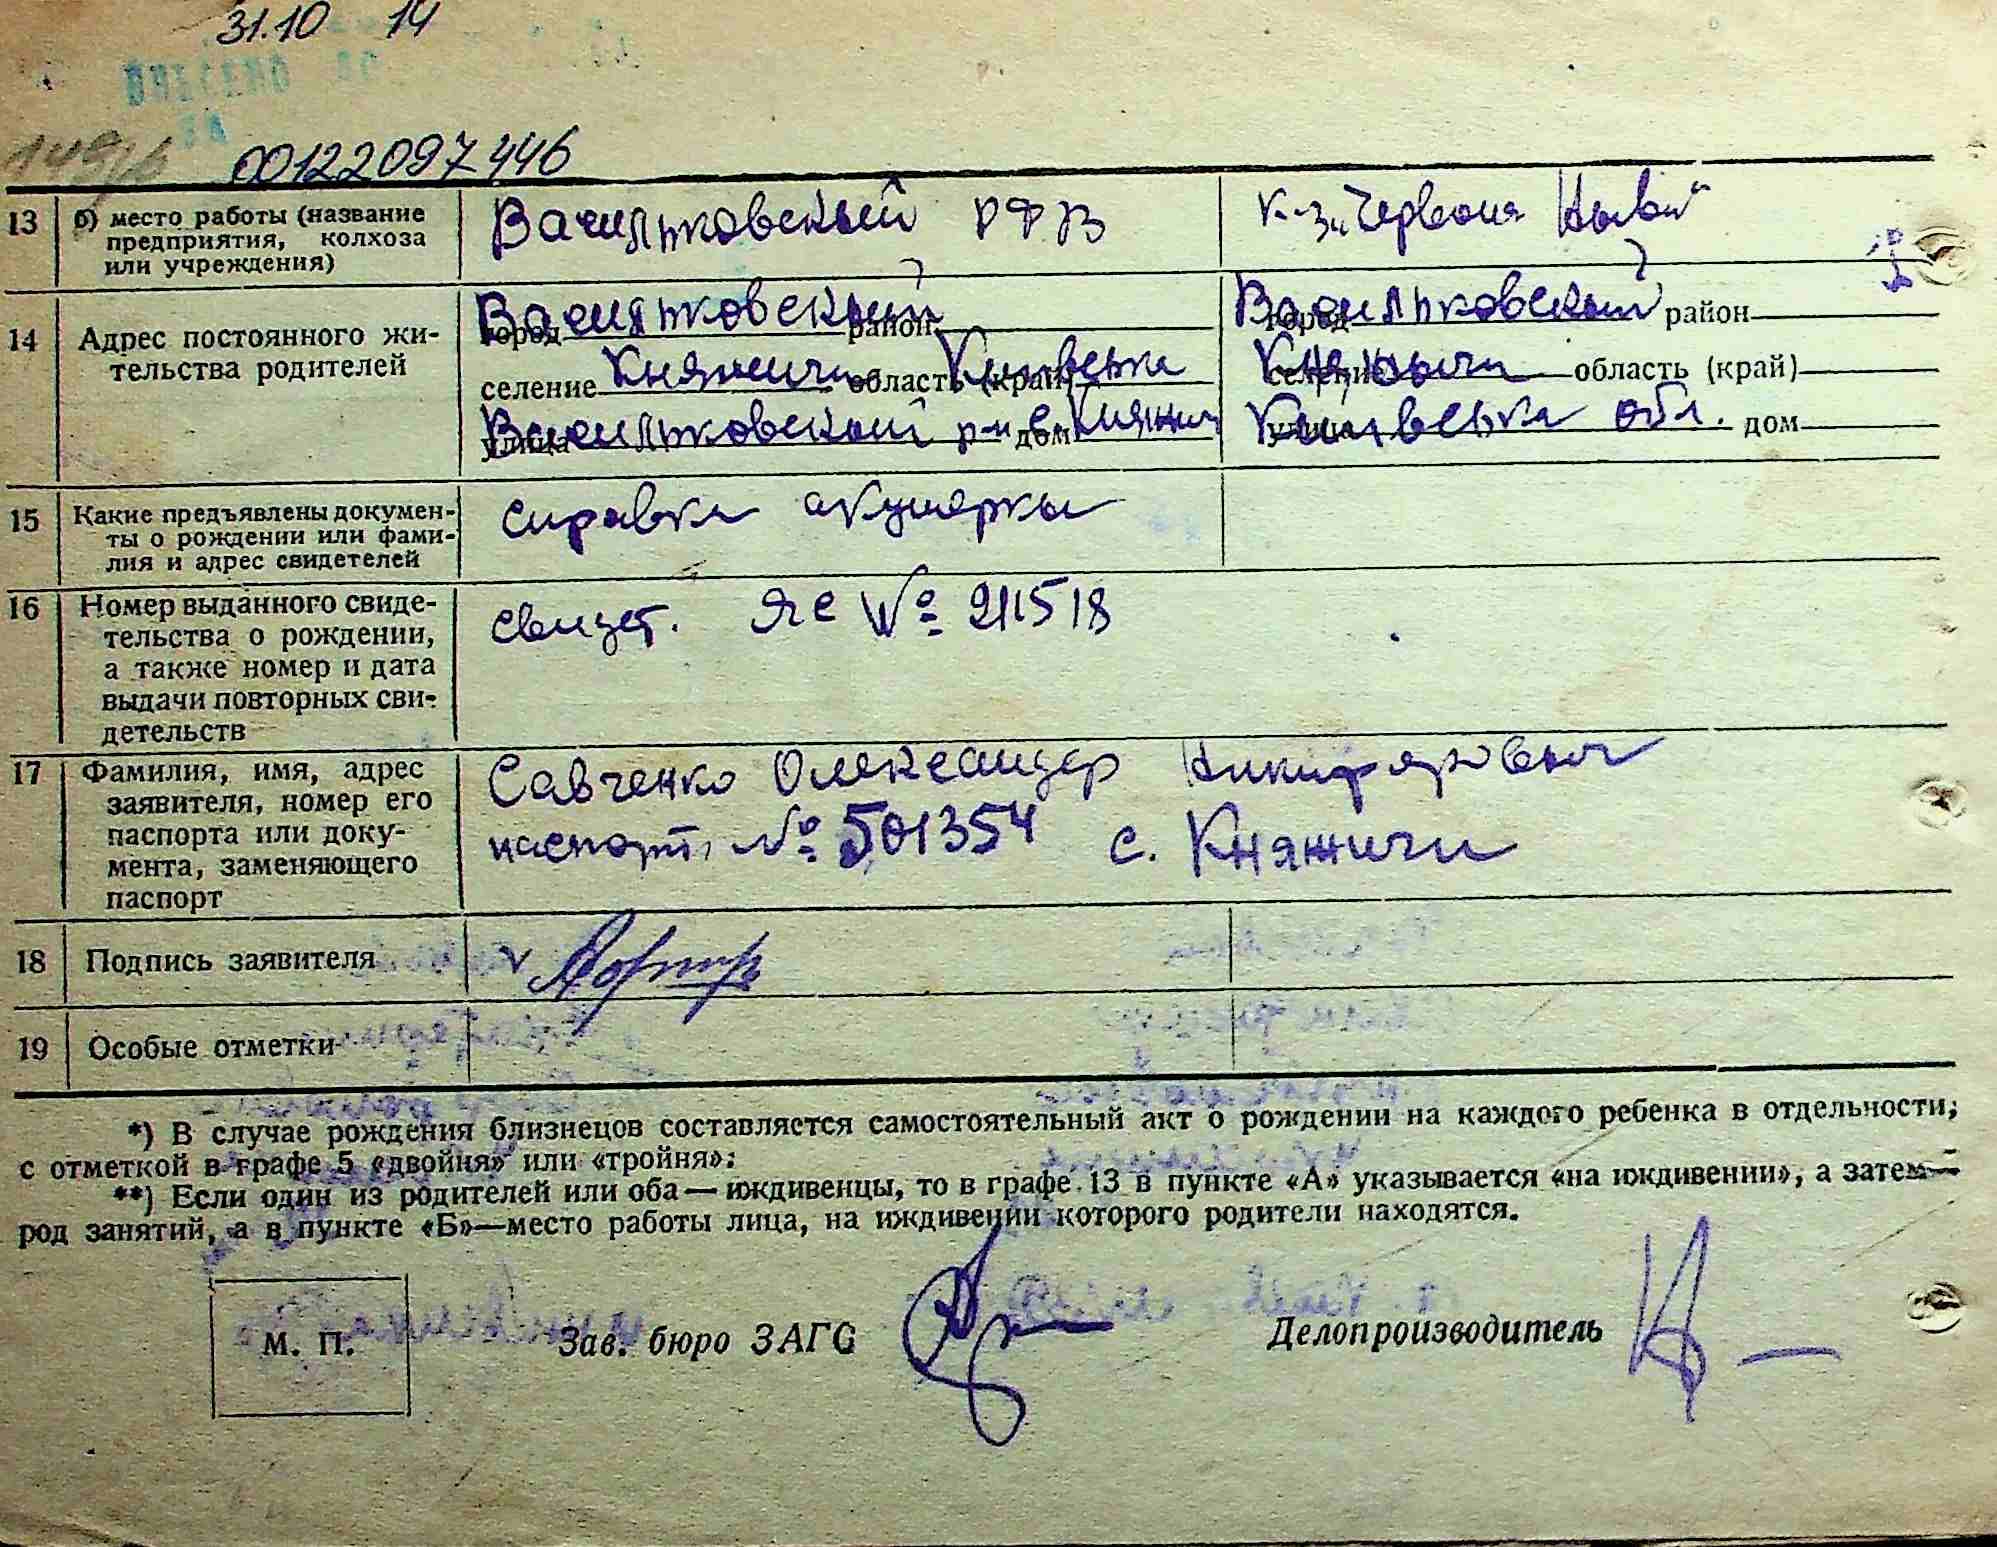 31.10 14
00122097446
13 б) место работы (название предприятия, колхоза или учреждения)
Васильковский РФВ
к-з „Червона Ныва"
14 Адрес постоянного жительства родителей
Васильковский
город район
селение Княжичи область (край) Киивська
улица Васильковский р-н с. Княжичи дом
Васильковский
город район
селение Княжичи область (край)
улица Киивська обл. дом
15 Какие предъявлены документы о рождении или фамилия и адрес свидетелей
справка акушерки
16 Номер выданного свидетельства о рождении, а также номер и дата выдачи повторных свидетельств
свидет. ЯС № 211518
17 Фамилия, имя, адрес заявителя, номер его паспорта или документа, заменяющего паспорт
Савченко Олександер Никифорович
паспорт № 501354 с. Княжичи
18 Подпись заявителя
v
19 Особые отметки
*) В случае рождения близнецов составляется самостоятельный акт о рождении на каждого ребенка в отдельности,
с отметкой в графе 5 «двойня» или «тройня»:
**) Если один из родителей или оба—иждивенцы, то в графе 13 в пункте «А» указывается «на иждивении», а затем—
род занятий, а в пункте «Б»—место работы лица, на иждивении которого родители находятся.
М. П. Зав. бюро ЗАГС Делопроизводитель